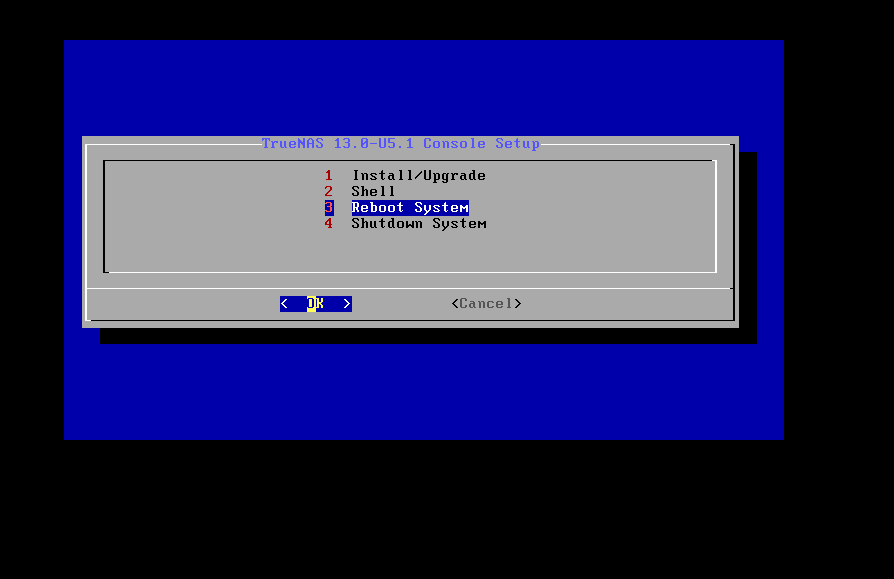 TrueNAS 13.0-U5.1 Console Setup
1 Install/Upgrade
2 Shell
3 Reboot System
4 Shutdown System
< OK > <Cancel>